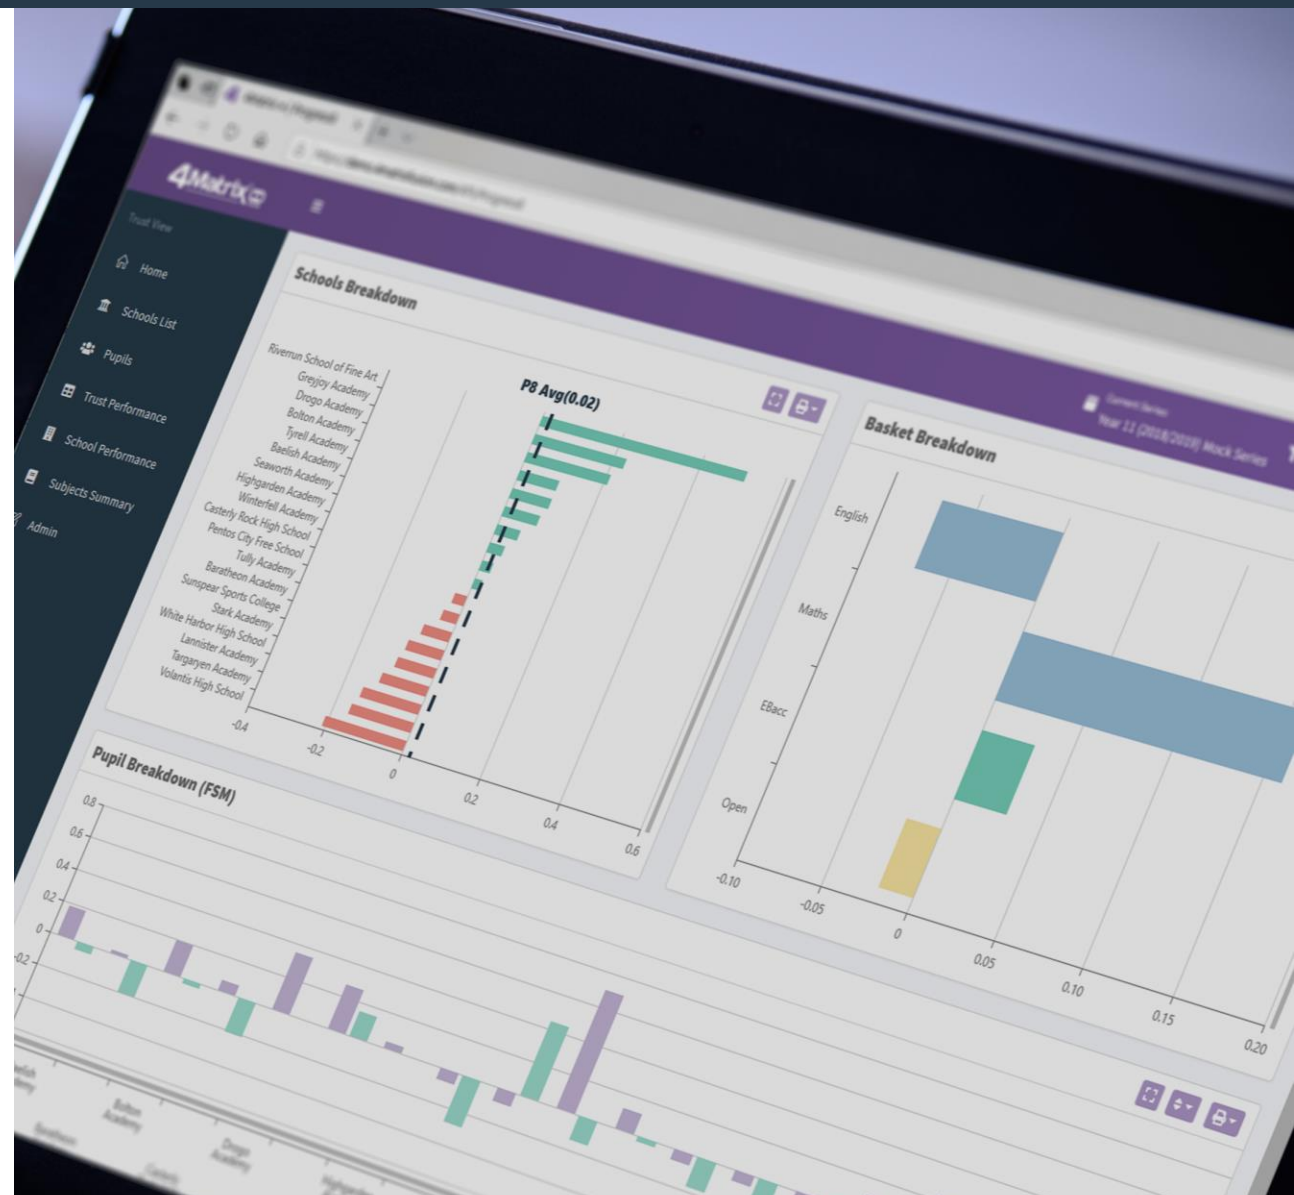 4Matrix
Trust View
Home
Schools List
Pupils
Trust Performance
School Performance
Subjects Summary
Admin
Current Series
Year 11 (2018/2019) Mock Series
Schools Breakdown
P8 Avg(0.02)
Riverrun School of Fine Art
Greyjoy Academy
Drogo Academy
Bolton Academy
Tyrell Academy
Baelish Academy
Seaworth Academy
Highgarden Academy
Winterfell Academy
Casterly Rock High School
Pentos City Free School
Tully Academy
Baratheon Academy
Sunspear Sports College
Stark Academy
White Harbor High School
Lannister Academy
Targaryen Academy
Volantis High School
-0.4
-0.2
0
0.2
0.4
0.6
Basket Breakdown
English
Maths
EBacc
Open
-0.10
-0.05
0
0.05
0.10
0.15
0.20
Pupil Breakdown (FSM)
0.8
0.6
0.4
0.2
0
-0.2
Bolton
Academy
Drogo
Academy